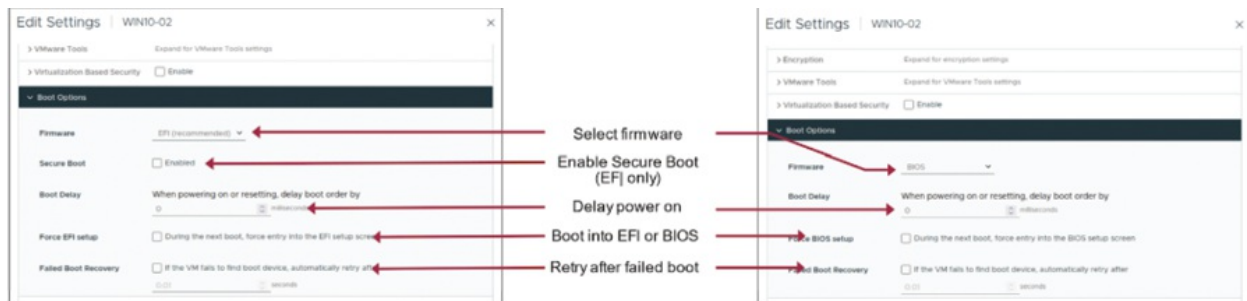 Edit Settings | WIN10-02 ×
> VMware Tools Expand for VMware Tools settings
> Virtualization Based Security Enable
Boot Options
Firmware EFI (recommended)
Secure Boot Enabled
Boot Delay When powering on or resetting, delay boot order by
0 milliseconds
Force EFI setup During the next boot, force entry into the EFI setup screen
Failed Boot Recovery If the VM fails to find boot device, automatically retry after
0.01 seconds
Select firmware
Enable Secure Boot
(EF| only)
Delay power on
Boot into EFI or BIOS
Retry after failed boot
Edit Settings | WIN10-02 ×
> Encryption Expand for encryption settings
> VMware Tools Expand for VMware Tools settings
> Virtualization Based Security Enable
Boot Options
Firmware BIOS
Boot Delay When powering on or resetting, delay boot order by
0 milliseconds
Force BIOS setup During the next boot, force entry into the BIOS setup screen
Failed Boot Recovery If the VM fails to find boot device, automatically retry after
seconds